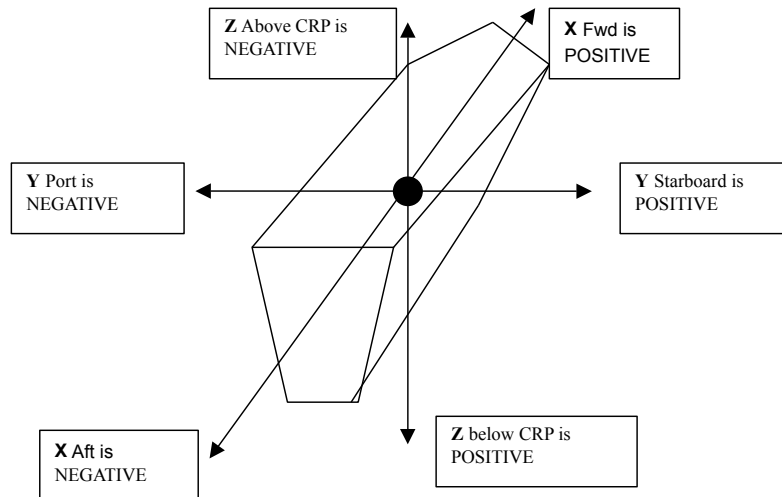 Z Above CRP is
NEGATIVE
X Fwd is
POSITIVE
Y Port is
NEGATIVE
Y Starboard is
POSITIVE
X Aft is
NEGATIVE
Z below CRP is
POSITIVE